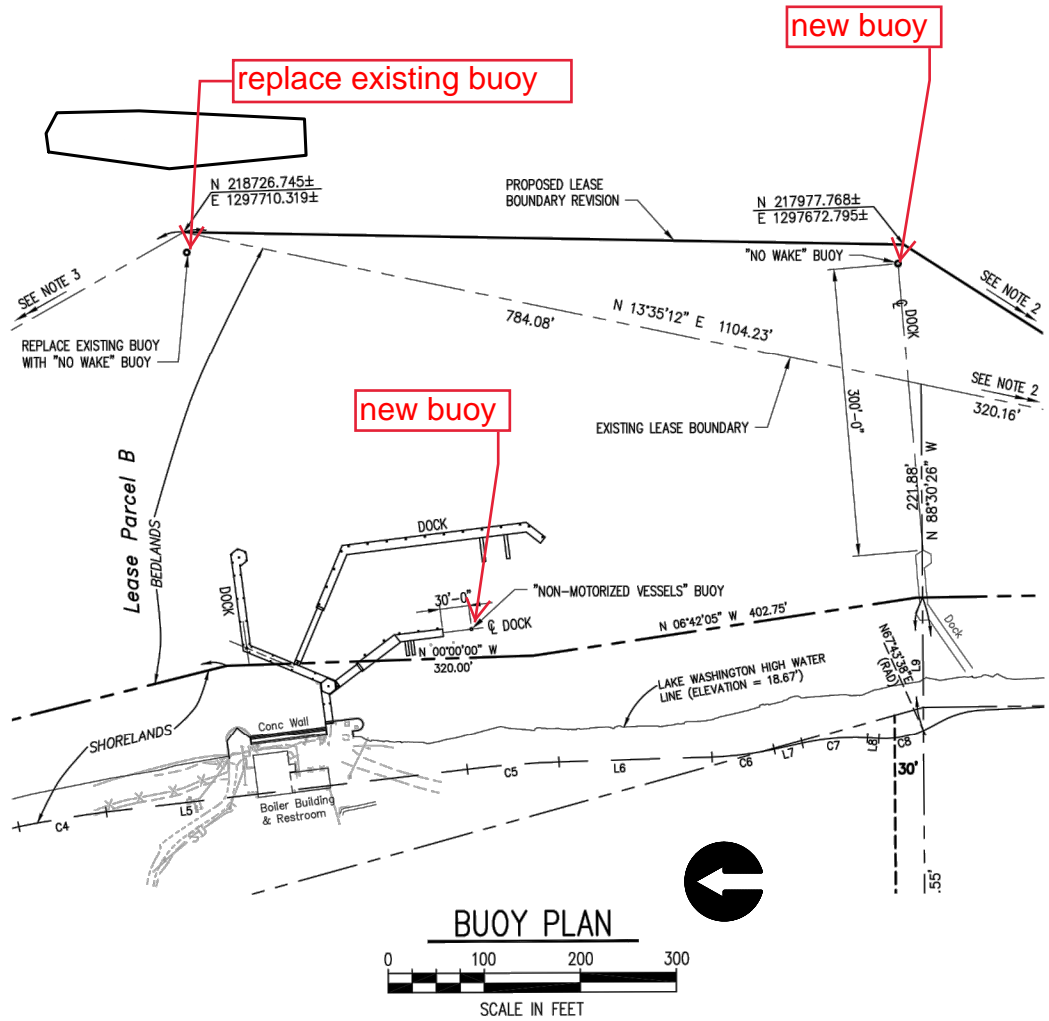 new buoy
replace existing buoy
N 218726.745±
E 1297710.319±
PROPOSED LEASE
BOUNDARY REVISION
N 217977.768±
E 1297672.795±
"NO WAKE" BUOY
SEE NOTE 3
SEE NOTE 2
℄ DOCK
N 13°35'12" E 1104.23'
784.08'
REPLACE EXISTING BUOY
WITH "NO WAKE" BUOY
SEE NOTE 2
320.16'
new buoy
EXISTING LEASE BOUNDARY
300'-0"
221.88'
N 88°30'26" W
Lease Parcel B
BEDLANDS
DOCK
DOCK
30'-0"
"NON-MOTORIZED VESSELS" BUOY
℄ DOCK
N 06°42'05" W 402.75'
N 00°00'00" W
320.00'
Dock
N67°43'38"E
(RAD)
L9
LAKE WASHINGTON HIGH WATER
LINE (ELEVATION = 18.67')
SHORELANDS
Conc Wall
C5
L6
C6
L7
C7
L8
C8
30'
C4
L5
Boiler Building
& Restroom
SD
.55'
BUOY PLAN
0 100 200 300
SCALE IN FEET